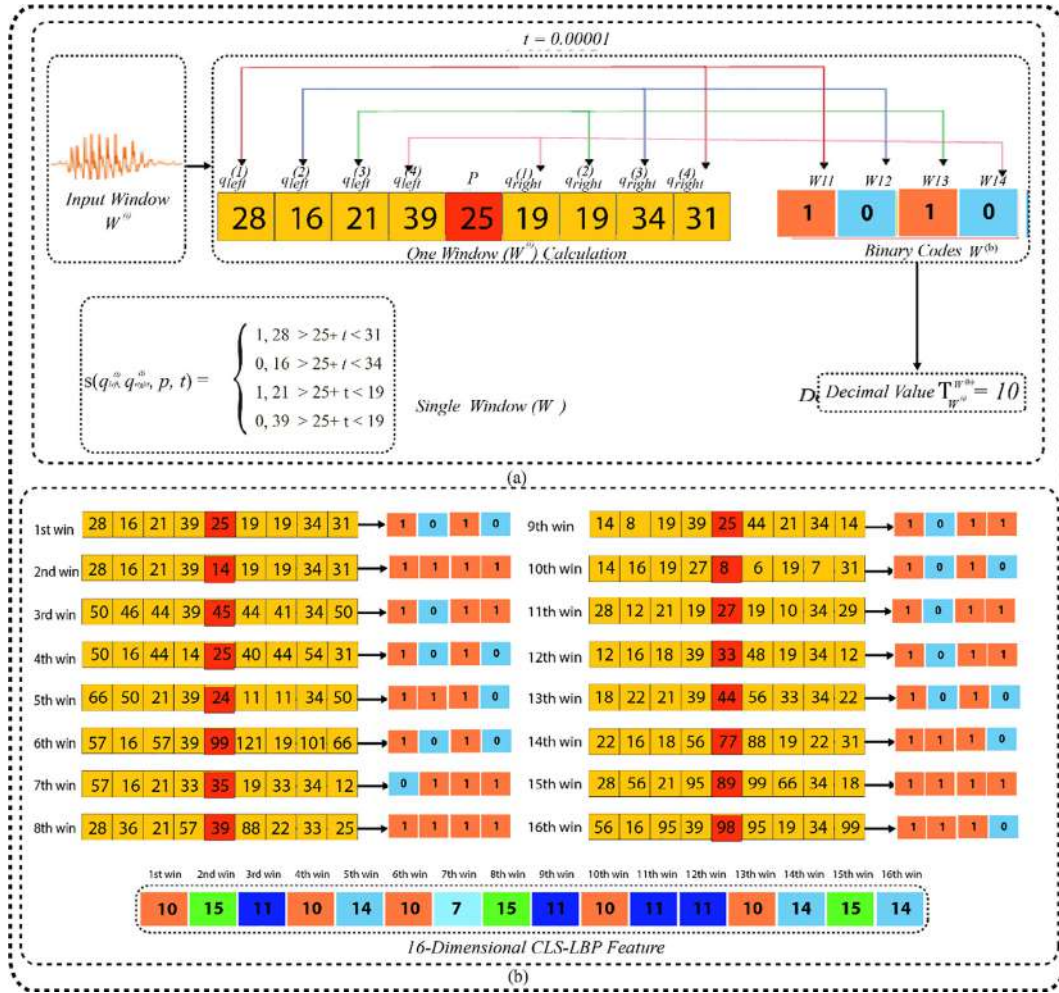 t = 0.00001
q_left^(1) q_left^(2) q_left^(3) q_left^(4) P q_right^(1) q_right^(2) q_right^(3) q_right^(4) W11 W12 W13 W14
28 16 21 39 25 19 19 34 31 1 0 1 0
Input Window
W^(i)
One Window (W^(i)) Calculation
Binary Codes W^(b)
s(q_left^(i), q_right^(i), p, t) =
1, 28 > 25+ t < 31
0, 16 > 25+ t < 34
1, 21 > 25+ t < 19
0, 39 > 25+ t < 19
Single Window (W )
Decimal Value T = 10
(a)
1st win 28 16 21 39 25 19 19 34 31 1 0 1 0
2nd win 28 16 21 39 14 19 19 34 31 1 1 1 1
3rd win 50 46 44 39 45 44 41 34 50 1 0 1 1
4th win 50 16 44 14 25 40 44 54 31 1 0 1 0
5th win 66 50 21 39 24 11 11 34 50 1 1 1 0
6th win 57 16 57 39 99 121 19 101 66 1 0 1 0
7th win 57 16 21 33 35 19 33 34 12 0 1 1 1
8th win 28 36 21 57 39 88 22 33 25 1 1 1 1
9th win 14 8 19 39 25 44 21 34 14 1 0 1 1
10th win 14 16 19 27 8 6 19 7 31 1 0 1 0
11th win 28 12 21 19 27 19 10 34 29 1 0 1 1
12th win 12 16 18 39 33 48 19 34 12 1 0 1 1
13th win 18 22 21 39 44 56 33 34 22 1 0 1 0
14th win 22 16 18 56 77 88 19 22 31 1 1 1 0
15th win 28 56 21 95 89 99 66 34 18 1 1 1 1
16th win 56 16 95 39 98 95 19 34 99 1 1 1 0
1st win 2nd win 3rd win 4th win 5th win 6th win 7th win 8th win 9th win 10th win 11th win 12th win 13th win 14th win 15th win 16th win
10 15 11 10 14 10 7 15 11 10 11 11 10 14 15 14
16-Dimensional CLS-LBP Feature
(b)